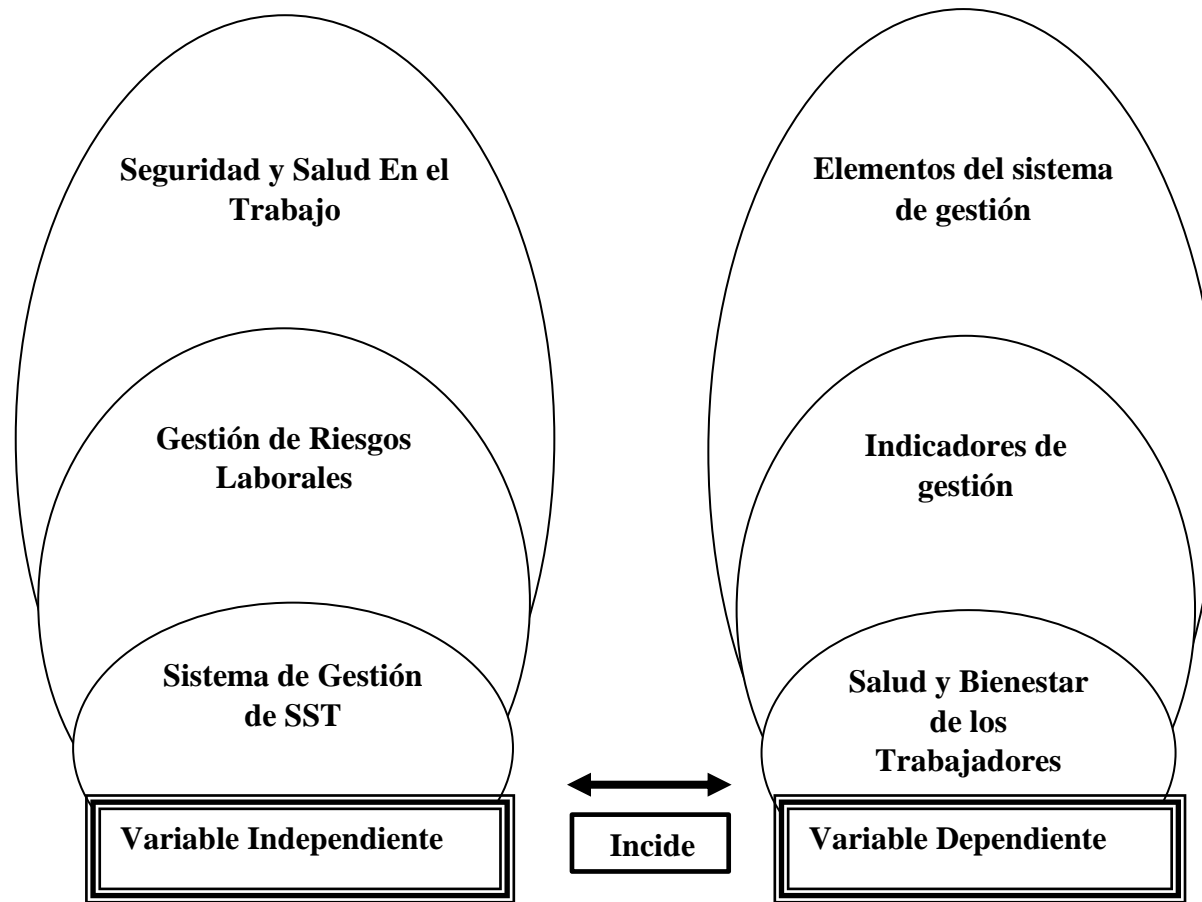 Seguridad y Salud En el
Trabajo
Gestión de Riesgos
Laborales
Sistema de Gestión
de SST
Variable Independiente
Incide
Elementos del sistema
de gestión
Indicadores de
gestión
Salud y Bienestar
de los
Trabajadores
Variable Dependiente